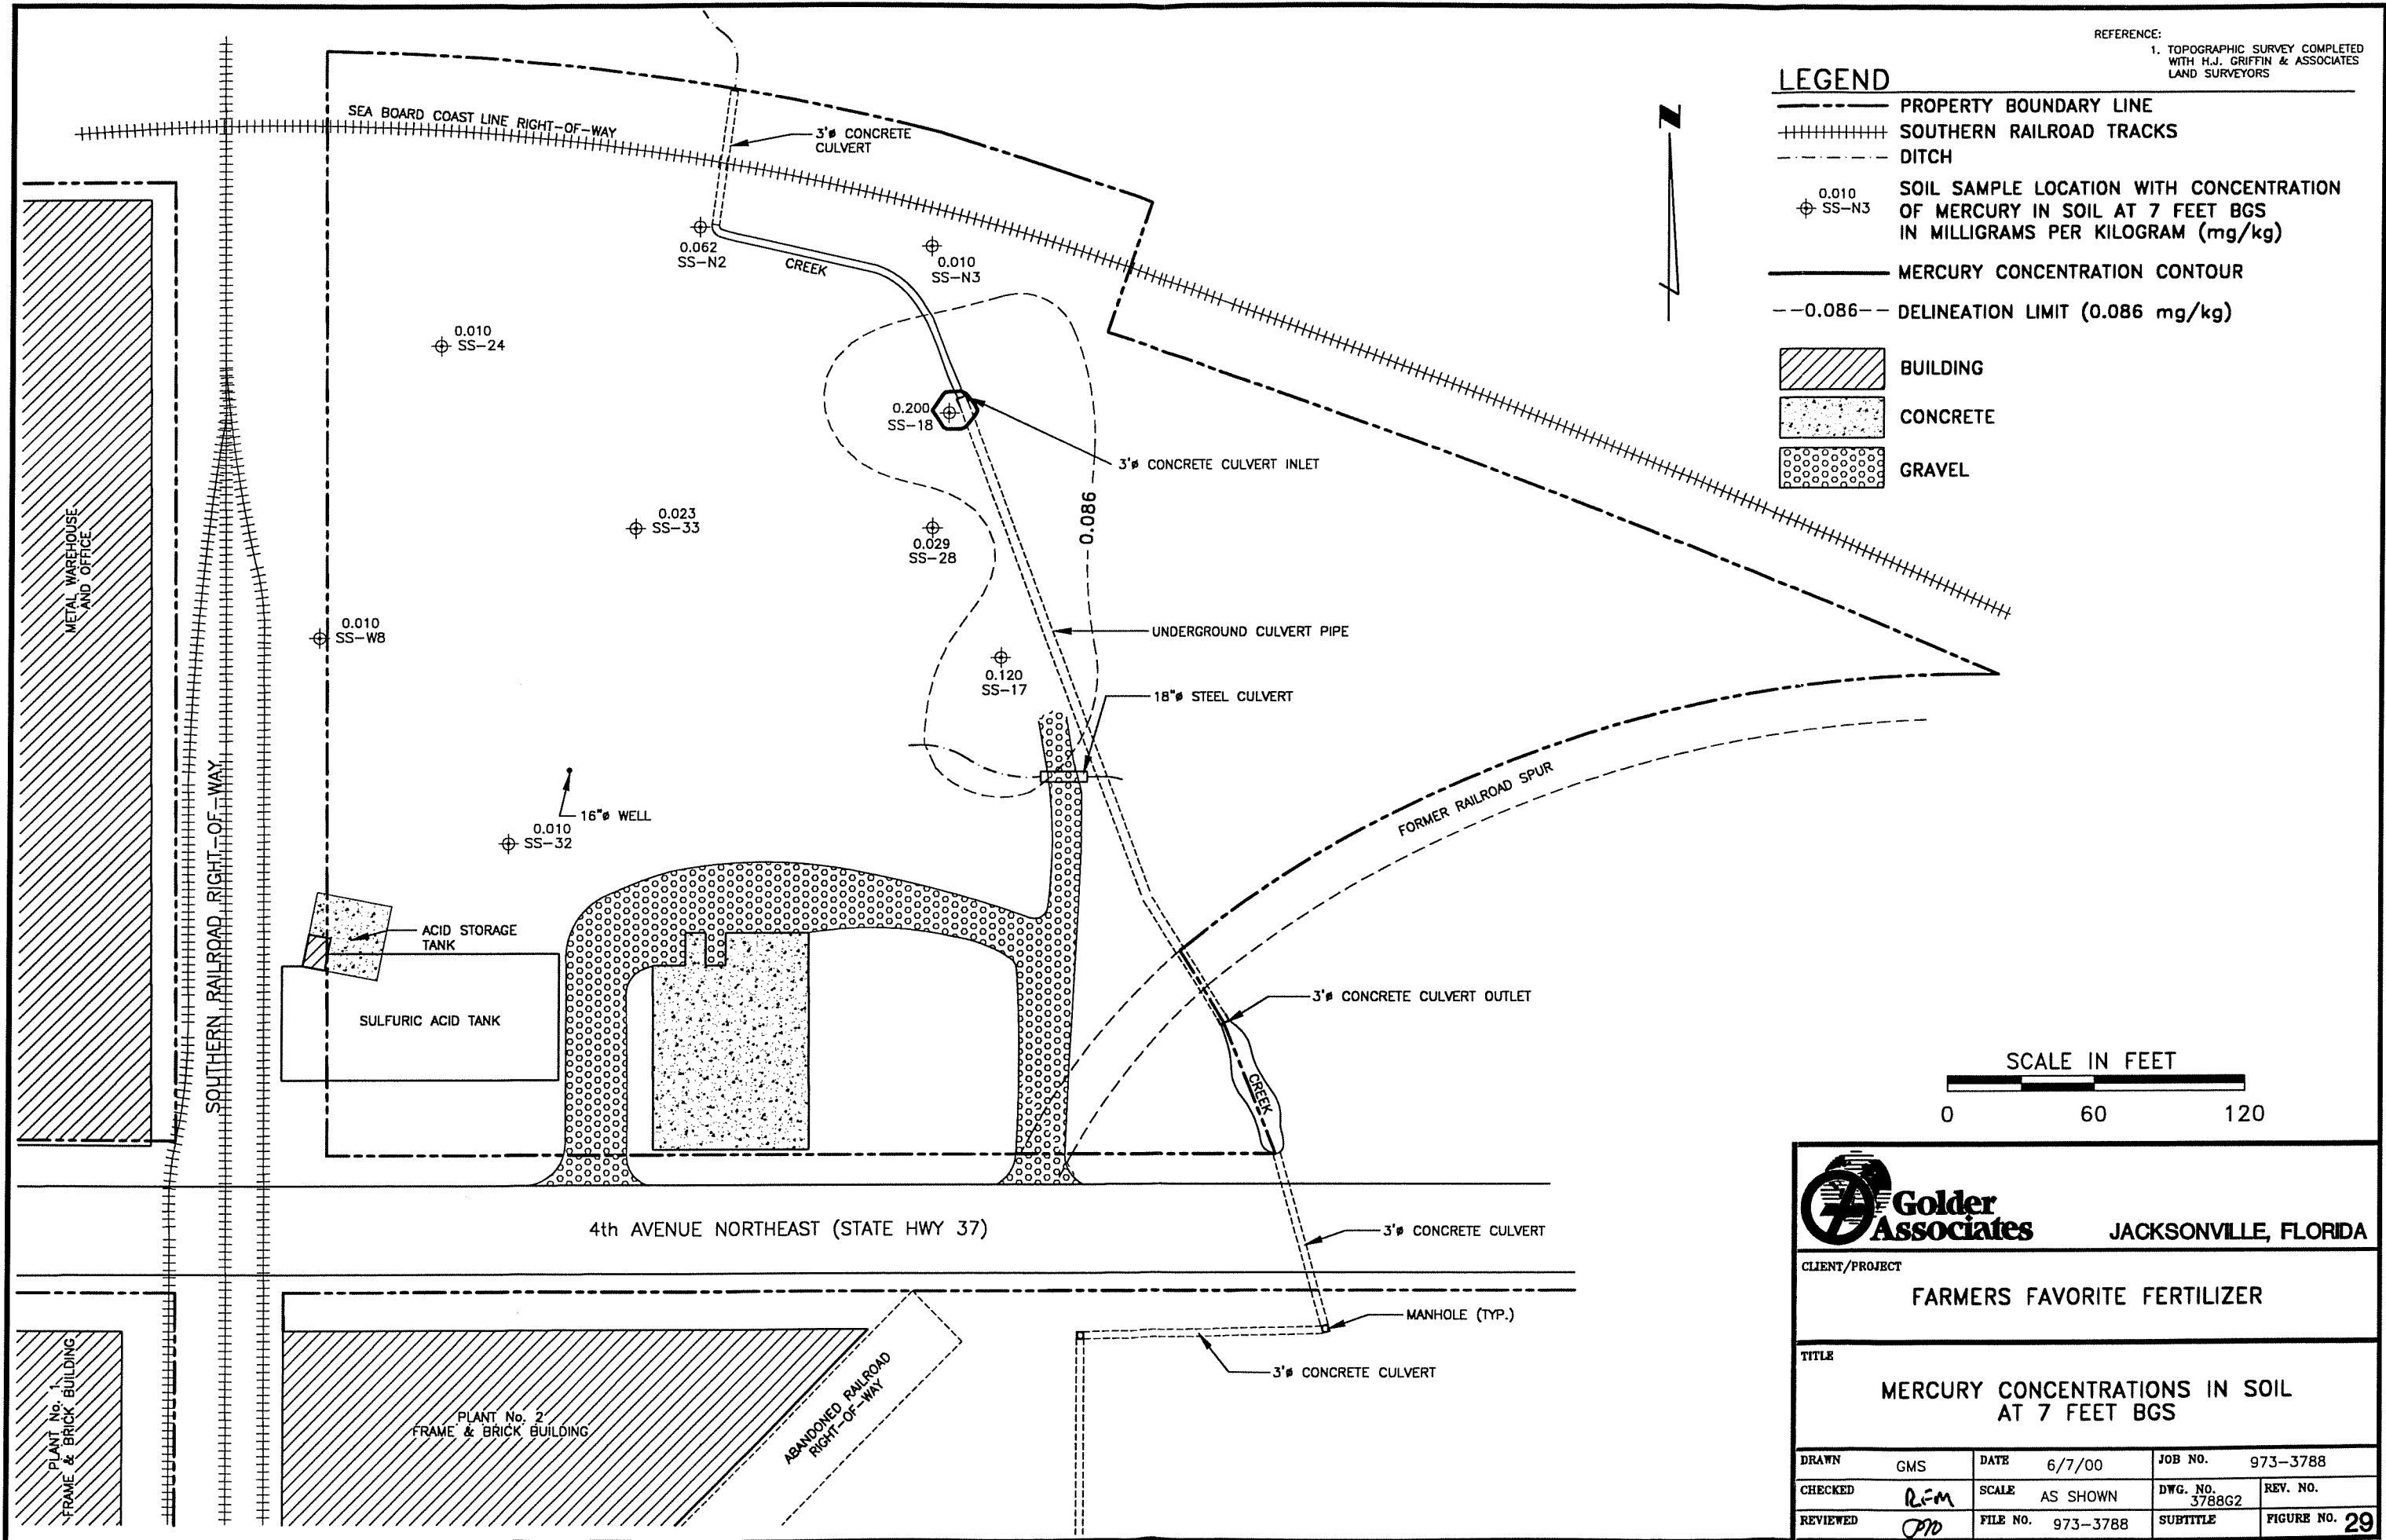 REFERENCE:
1. TOPOGRAPHIC SURVEY COMPLETED
WITH H.J. GRIFFIN & ASSOCIATES
LAND SURVEYORS
LEGEND
PROPERTY BOUNDARY LINE
SOUTHERN RAILROAD TRACKS
DITCH
0.010
SS-N3
SOIL SAMPLE LOCATION WITH CONCENTRATION
OF MERCURY IN SOIL AT 7 FEET BGS
IN MILLIGRAMS PER KILOGRAM (mg/kg)
MERCURY CONCENTRATION CONTOUR
--0.086-- DELINEATION LIMIT (0.086 mg/kg)
BUILDING
CONCRETE
GRAVEL
N
SEA BOARD COAST LINE RIGHT-OF-WAY
3'ø CONCRETE
CULVERT
0.062
SS-N2
CREEK
0.010
SS-N3
0.010
SS-24
0.200
SS-18
3'ø CONCRETE CULVERT INLET
0.086
0.023
SS-33
0.029
SS-28
METAL WAREHOUSE
AND OFFICE
0.010
SS-W8
UNDERGROUND CULVERT PIPE
0.120
SS-17
18"ø STEEL CULVERT
16"ø WELL
0.010
SS-32
FORMER RAILROAD SPUR
SOUTHERN RAILROAD RIGHT-OF-WAY
ACID STORAGE
TANK
SULFURIC ACID TANK
3'ø CONCRETE CULVERT OUTLET
CREEK
SCALE IN FEET
0 60 120
4th AVENUE NORTHEAST (STATE HWY 37)
3'ø CONCRETE CULVERT
MANHOLE (TYP.)
3'ø CONCRETE CULVERT
PLANT No. 1
FRAME & BRICK BUILDING
PLANT No. 2
FRAME & BRICK BUILDING
ABANDONED RAILROAD
RIGHT-OF-WAY
Golder
Associates
JACKSONVILLE, FLORIDA
CLIENT/PROJECT
FARMERS FAVORITE FERTILIZER
TITLE
MERCURY CONCENTRATIONS IN SOIL
AT 7 FEET BGS
DRAWN GMS DATE 6/7/00 JOB NO. 973-3788
CHECKED RFM SCALE AS SHOWN DWG. NO. 3788G2 REV. NO.
REVIEWED FILE NO. 973-3788 SUBTITLE FIGURE NO. 29